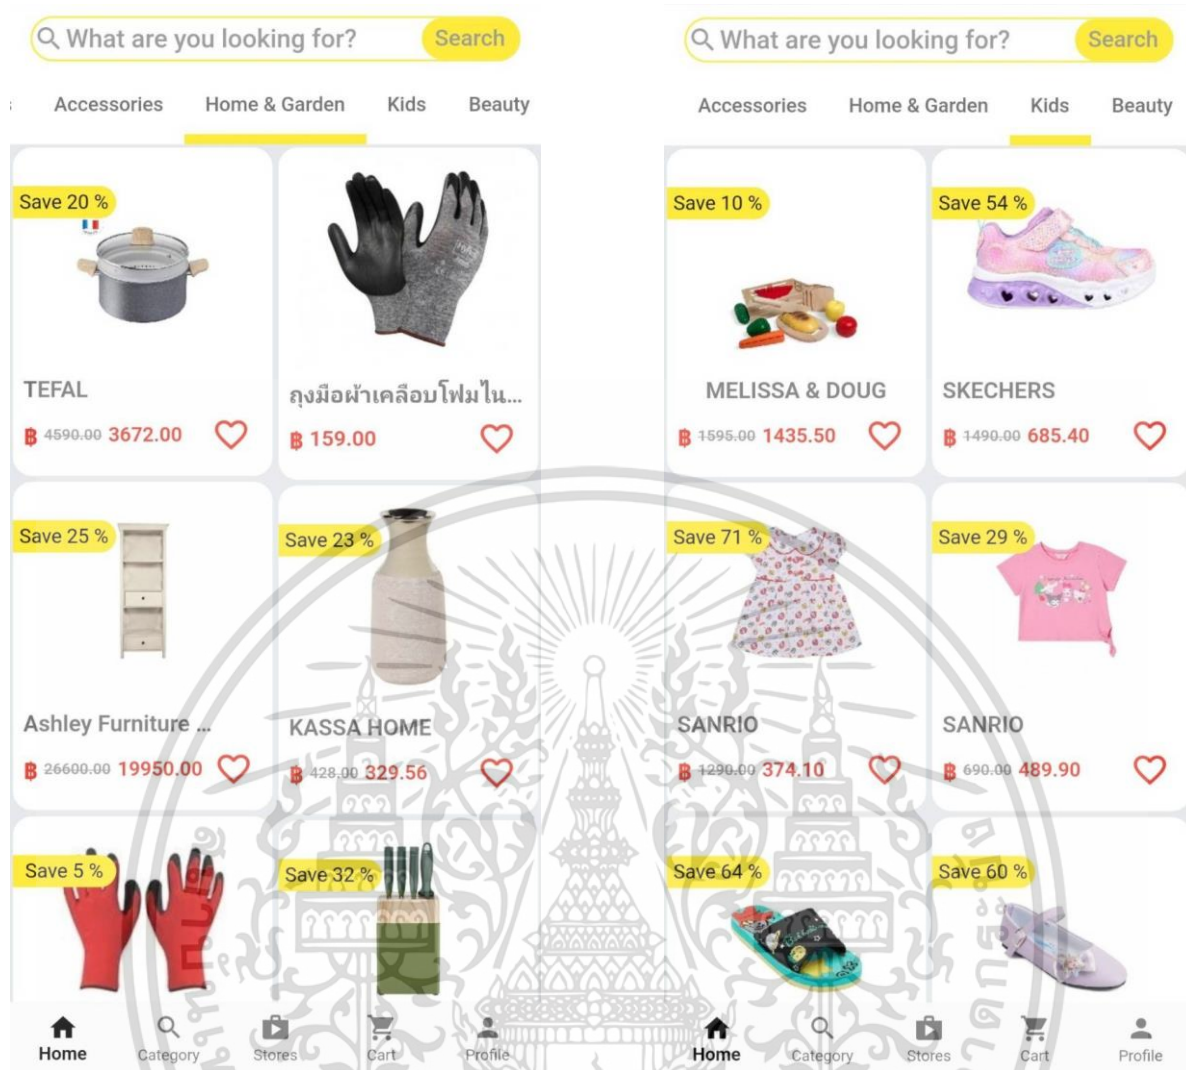 What are you looking for? Search
Accessories Home & Garden Kids Beauty
Save 20 %
TEFAL
฿ 4590.00 3672.00
ถุงมือผ้าเคลือบโฟมไน...
฿ 159.00
Save 25 %
Ashley Furniture ...
฿ 26600.00 19950.00
Save 23 %
KASSA HOME
฿ 428.00 329.56
Save 5 %
Save 32 %
Home Category Stores Cart Profile
What are you looking for? Search
Accessories Home & Garden Kids Beauty
Save 10 %
MELISSA & DOUG
฿ 1595.00 1435.50
Save 54 %
SKECHERS
฿ 1490.00 685.40
Save 71 %
SANRIO
฿ 1290.00 374.10
Save 29 %
SANRIO
฿ 690.00 489.90
Save 64 %
Save 60 %
Home Category Stores Cart Profile